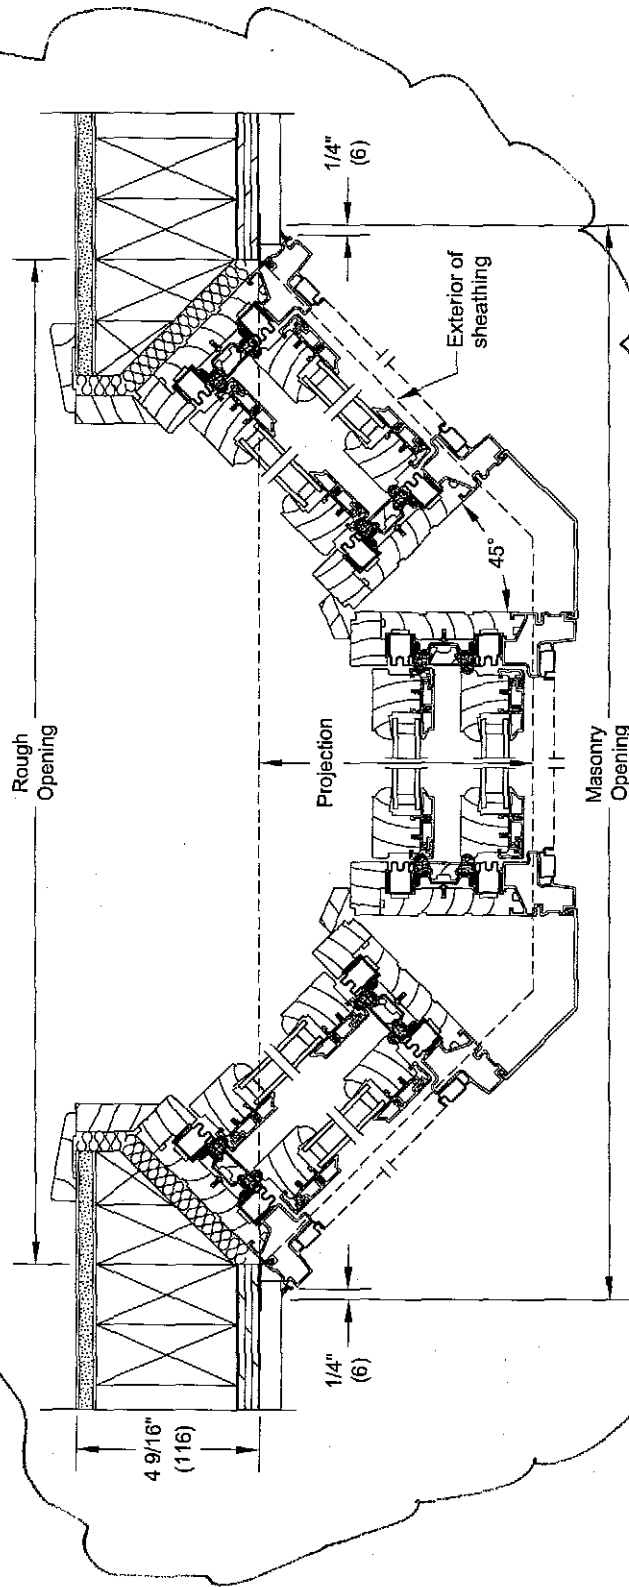 Rough
Opening
4 9/16"
(116)
1/4"
(6)
Projection
1/4"
(6)
Exterior of
sheathing
45°
Masonry
Opening